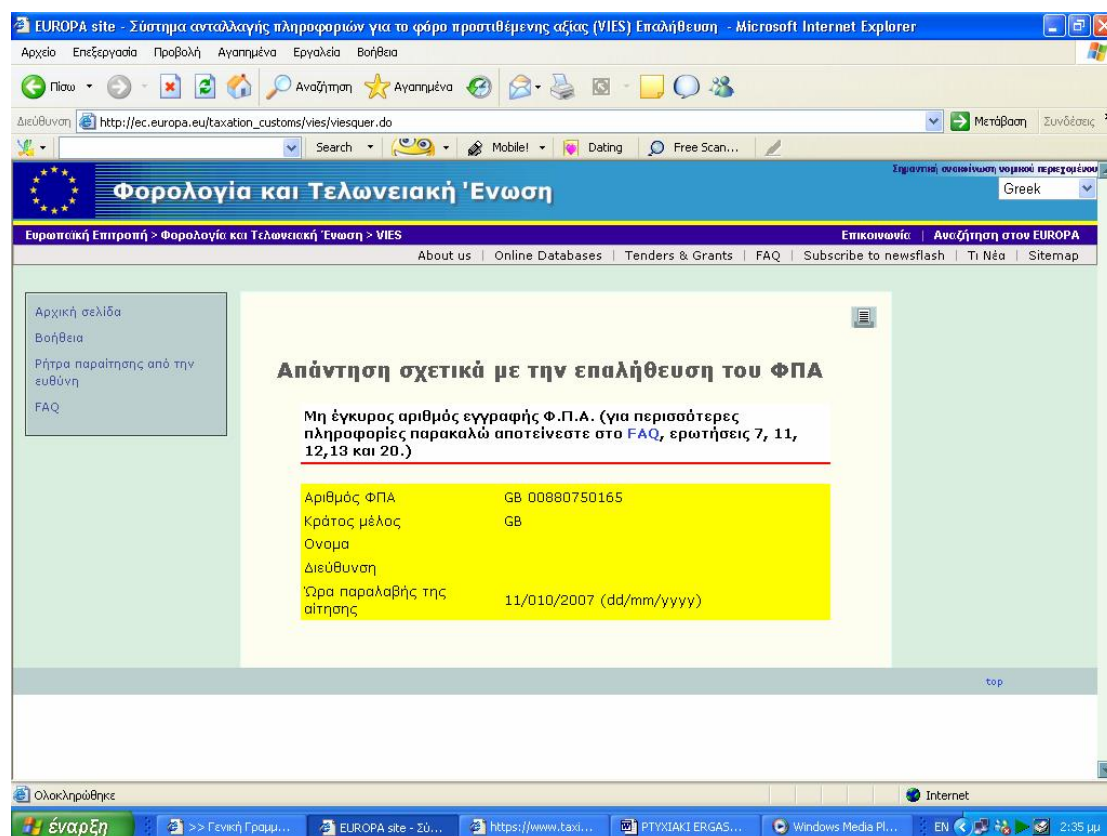 EUROPA site - Σύστημα ανταλλαγής πληροφοριών για το φόρο προστιθέμενης αξίας (VIES) Επαλήθευση - Microsoft Internet Explorer
Αρχείο Επεξεργασία Προβολή Αγαπημένα Εργαλεία Βοήθεια
Πίσω Αναζήτηση Αγαπημένα
Διεύθυνση http://ec.europa.eu/taxation_customs/vies/viesquer.do Μετάβαση Συνδέσεις
Search Mobile! Dating Free Scan...
Σημαντική ανακοίνωση νομικού περιεχομένου
Φορολογία και Τελωνειακή 'Ενωση
Greek
Ευρωπαϊκή Επιτροπή > Φορολογία και Τελωνειακή 'Ενωση > VIES Επικοινωνία | Αναζήτηση στον EUROPA
About us | Online Databases | Tenders & Grants | FAQ | Subscribe to newsflash | Τι Νέα | Sitemap
Αρχική σελίδα
Βοήθεια
Ρήτρα παραίτησης από την
ευθύνη
FAQ
Απάντηση σχετικά με την επαλήθευση του ΦΠΑ
Μη έγκυρος αριθμός εγγραφής Φ.Π.Α. (για περισσότερες
πληροφορίες παρακαλώ αποτείνεστε στο FAQ, ερωτήσεις 7, 11,
12,13 και 20.)
Αριθμός ΦΠΑ GB 00880750165
Κράτος μέλος GB
Ονομα
Διεύθυνση
Ώρα παραλαβής της
αίτησης 11/010/2007 (dd/mm/yyyy)
top
Ολοκληρώθηκε Internet
έναρξη >> Γενική Γραμμ... EUROPA site - Σύ... https://www.taxi... PTYXIAKI ERGAS... Windows Media Pl... EN 2:35 μμ